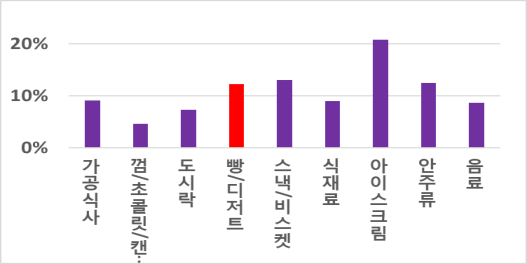 20%
10%
0%
가공식사
껌/초콜릿/캔…
도시락
빵/디저트
스낵/비스켓
식재료
아이스크림
안주류
음료